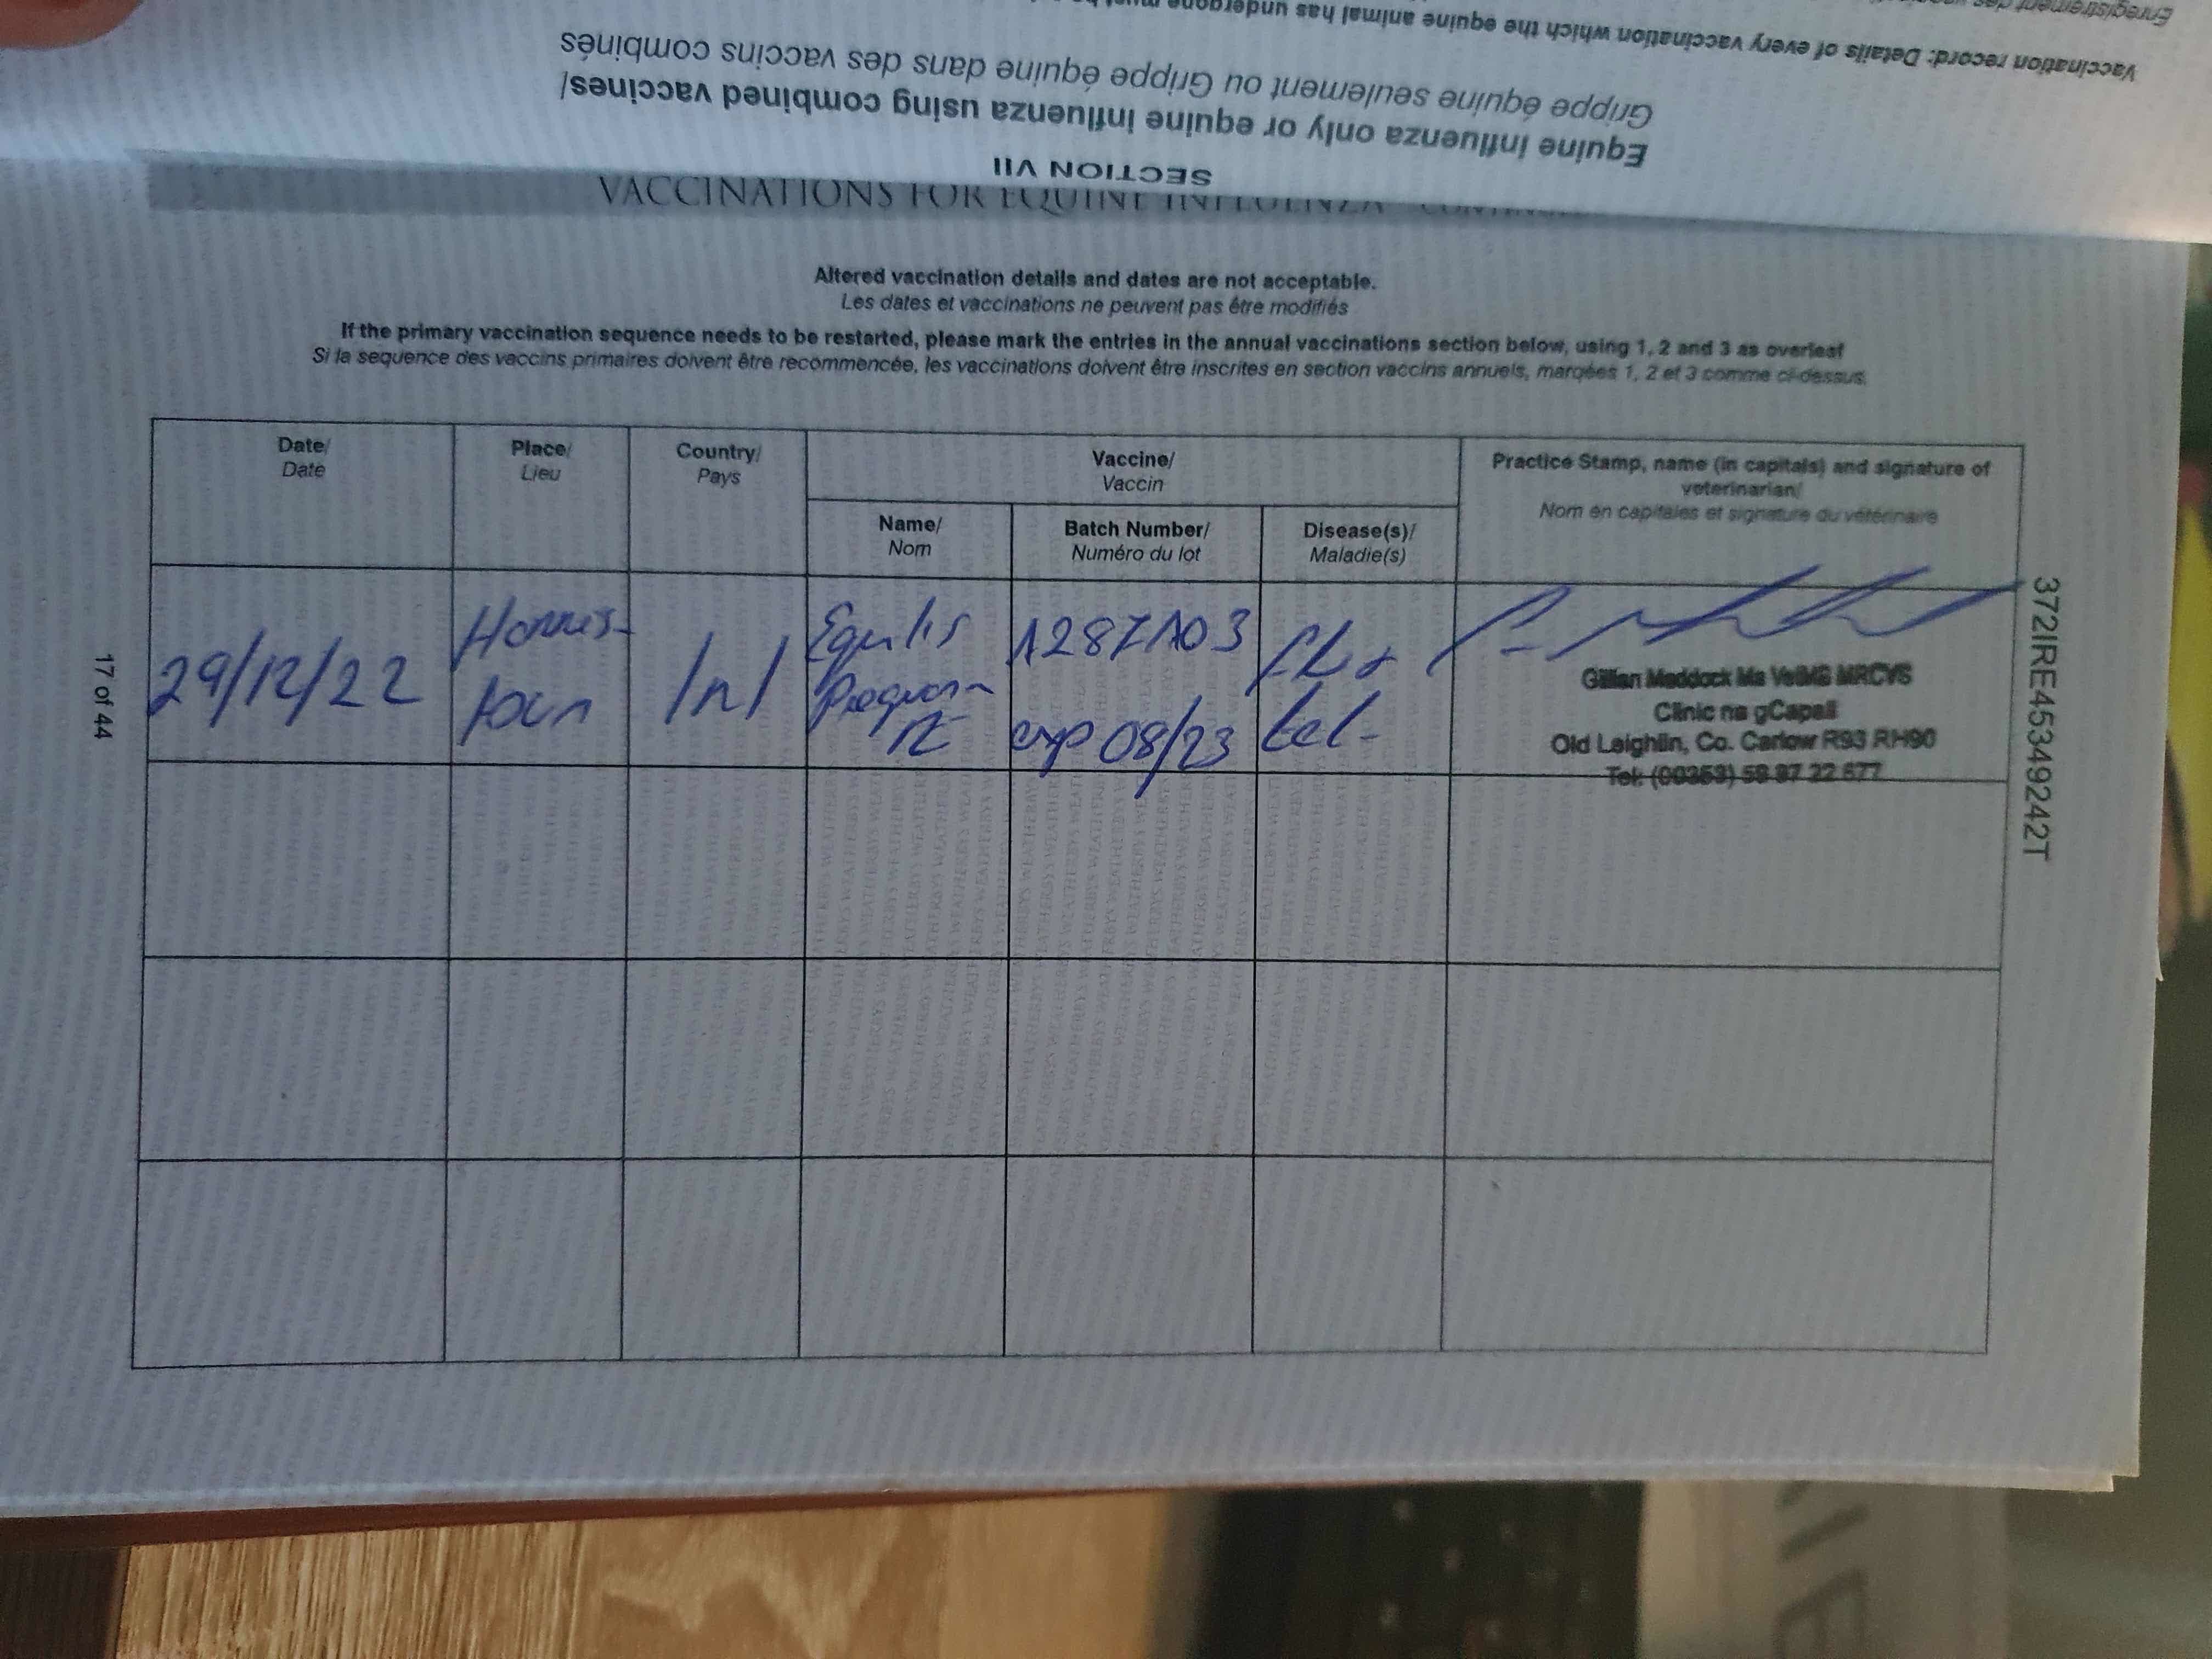 Enregistrement des
Vaccination record: Details of every vaccination which the equine animal has undergone must be
Grippe équine seulement ou Grippe équine dans des vaccins combinés
Equine influenza only or equine influenza using combined vaccines/
SECTION VII
VACCINATIONS FOR EQUINE INFLUENZA
Altered vaccination details and dates are not acceptable.
Les dates et vaccinations ne peuvent pas être modifiés
If the primary vaccination sequence needs to be restarted, please mark the entries in the annual vaccinations section below, using 1, 2 and 3 as overleaf
Si la sequence des vaccins primaires doivent être recommencée, les vaccinations doivent être inscrites en section vaccins annuels, marqées 1, 2 et 3 comme ci-dessus.
Date/
Date
Place/
Lieu
Country/
Pays
Vaccine/
Vaccin
Name/
Nom
Batch Number/
Numéro du lot
Disease(s)/
Maladie(s)
Practice Stamp, name (in capitals) and signature of
veterinarian/
Nom en capitales et signature du vétérinaire
29/12/22
Harris-
town
Irl
Equilis
Prequenza
TE
A287A03
exp 08/23
flu +
tet-
Gillian Maddock Ma VetMB MRCVS
Clinic na gCapall
Old Leighlin, Co. Carlow R93 RH90
Tel: (00353) 59 97 22 677
17 of 44
372IRE45349242T